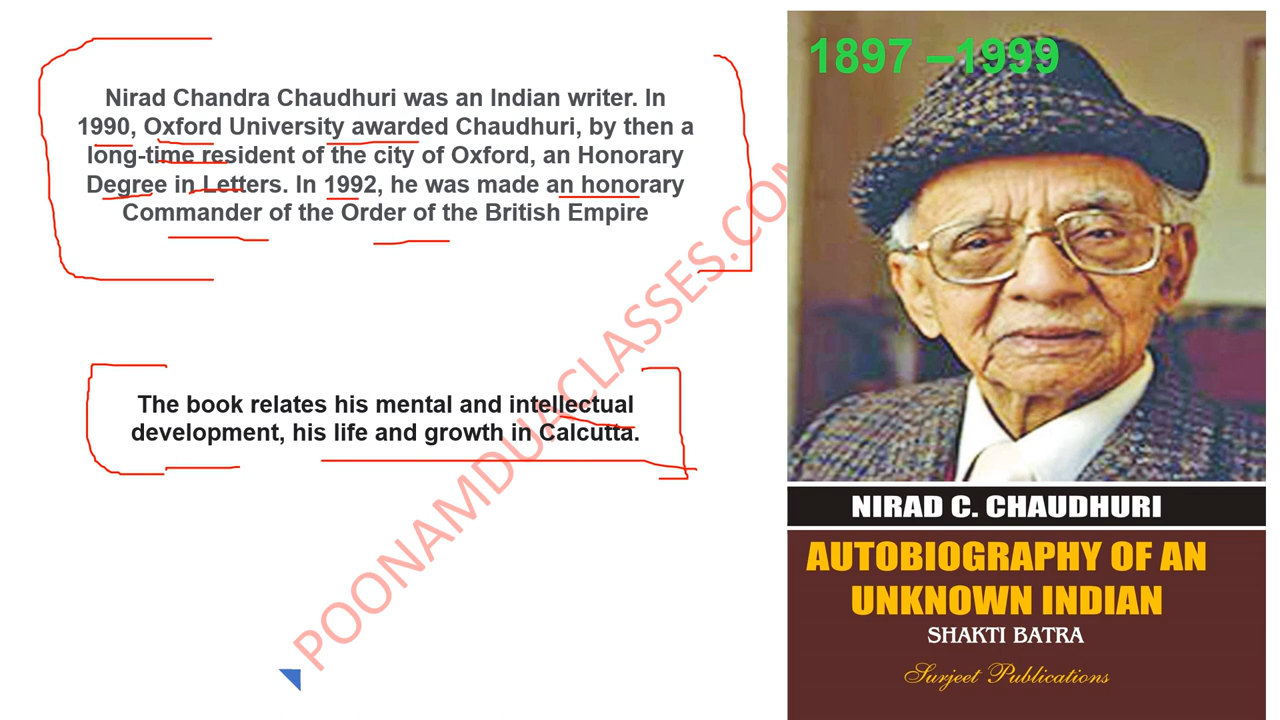 Nirad Chandra Chaudhuri was an Indian writer. In
1990, Oxford University awarded Chaudhuri, by then a
long-time resident of the city of Oxford, an Honorary
Degree in Letters. In 1992, he was made an honorary
Commander of the Order of the British Empire
The book relates his mental and intellectual
development, his life and growth in Calcutta.
POONAMDUACLASSES.COM
1897 –1999
NIRAD C. CHAUDHURI
AUTOBIOGRAPHY OF AN
UNKNOWN INDIAN
SHAKTI BATRA
Surjeet Publications